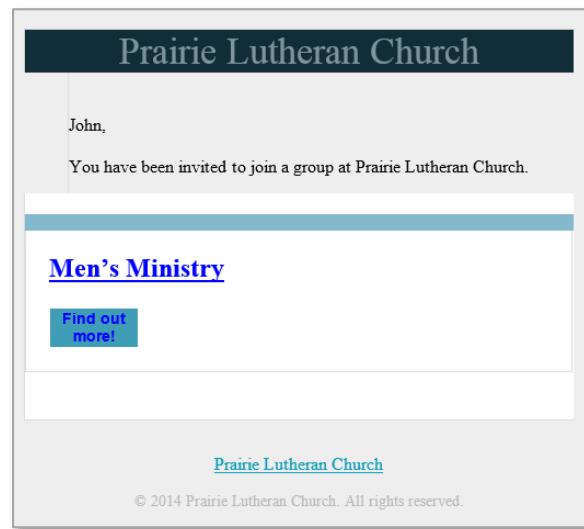 Prairie Lutheran Church
John,
You have been invited to join a group at Prairie Lutheran Church.
Men’s Ministry
Find out
more!
Prairie Lutheran Church
© 2014 Prairie Lutheran Church. All rights reserved.